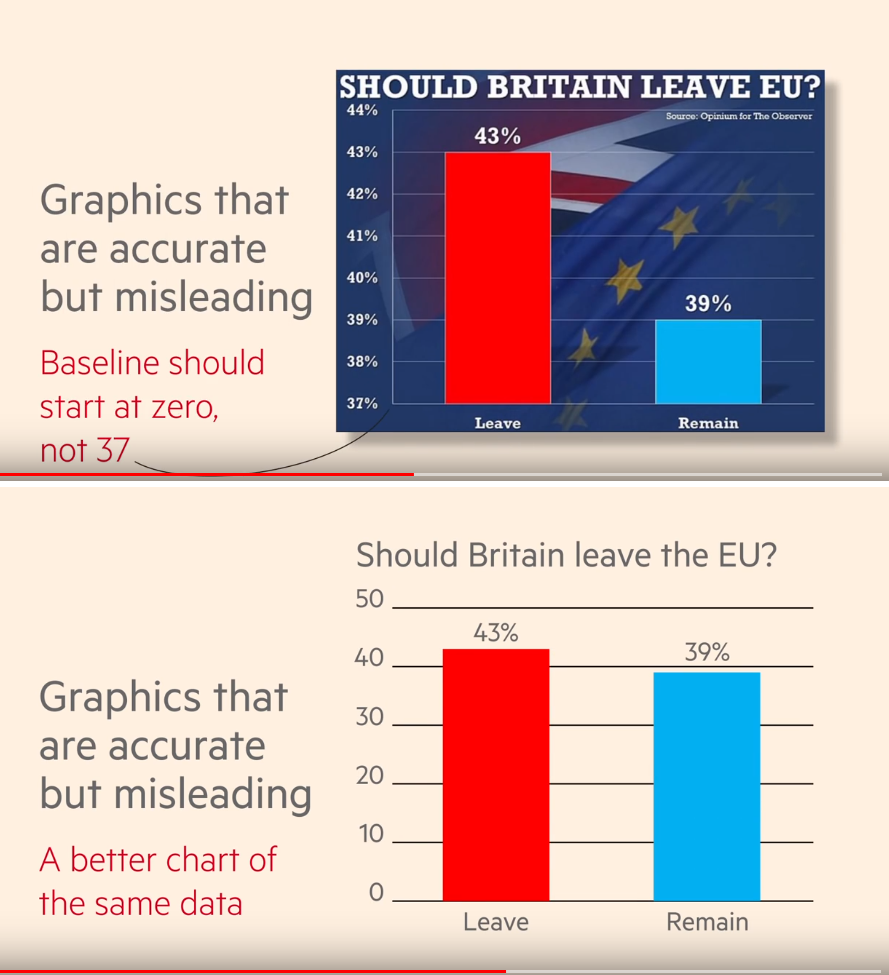 SHOULD BRITAIN LEAVE EU?
Source: Opinium for The Observer
44%
43%
42%
41%
40%
39%
38%
37%
43%
39%
Leave
Remain
Graphics that
are accurate
but misleading
Baseline should
start at zero,
not 37
Should Britain leave the EU?
50
40
30
20
10
0
43%
39%
Leave
Remain
Graphics that
are accurate
but misleading
A better chart of
the same data